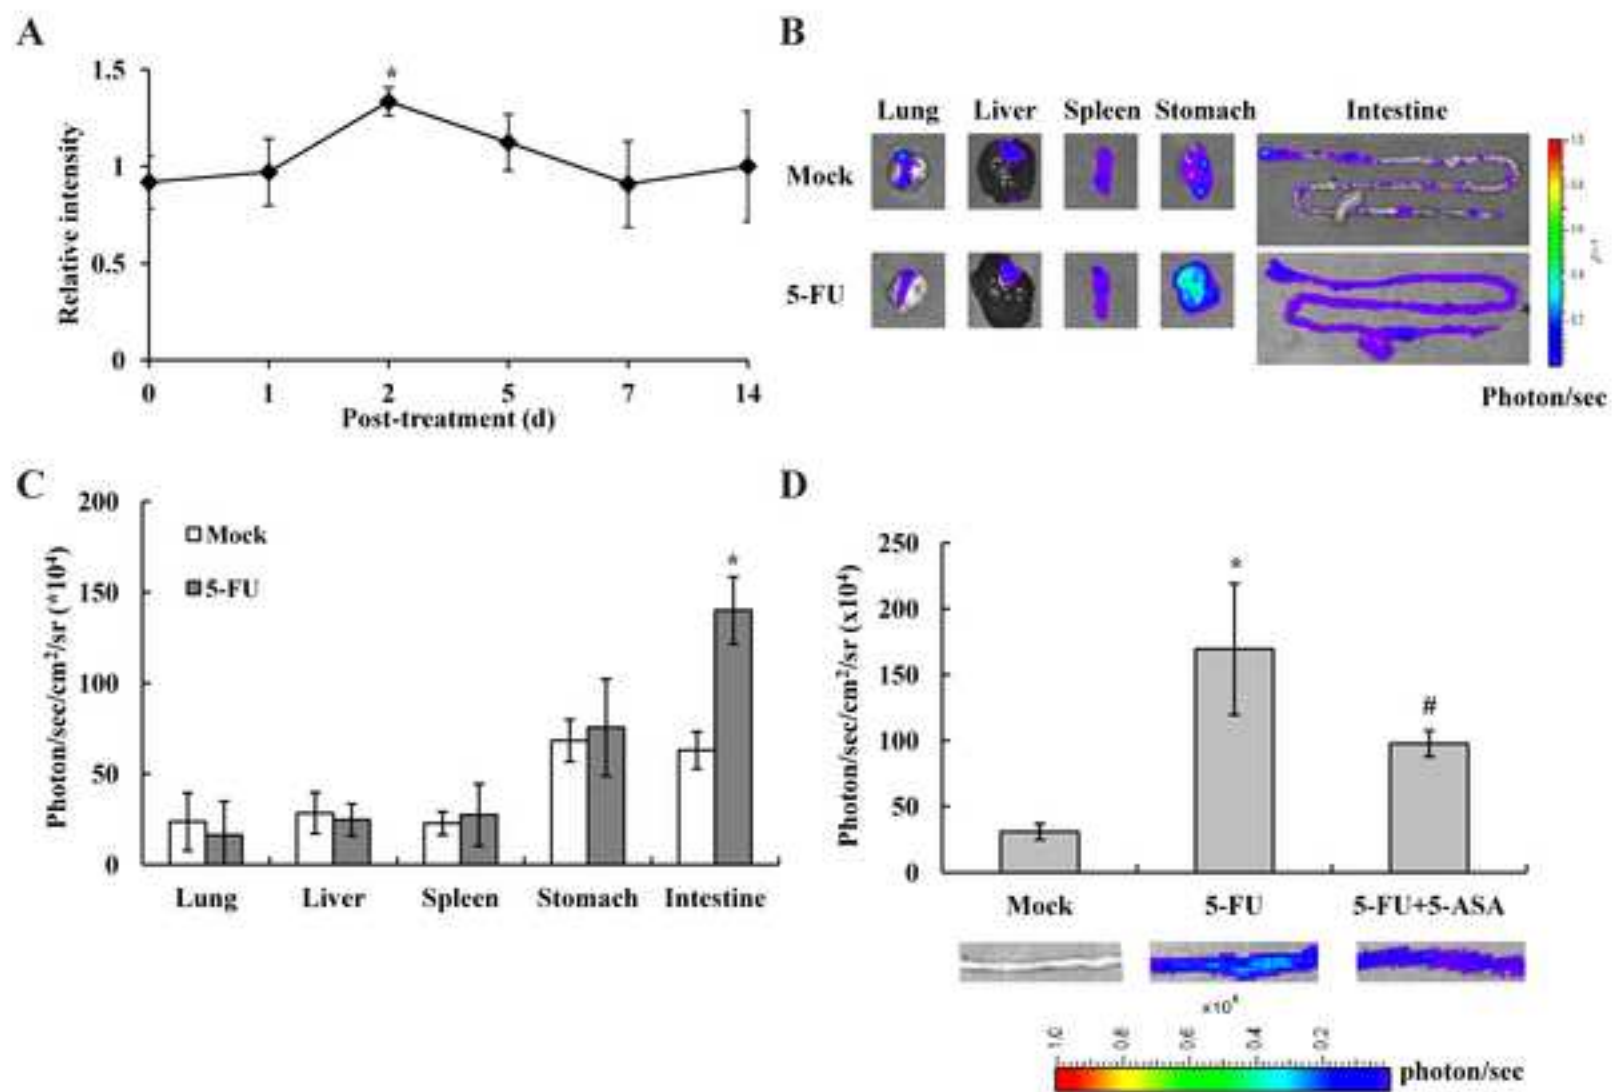 A
1.5
1
0.5
0
Relative intensity
*
0 1 2 5 7 14
Post-treatment (d)
B
Lung Liver Spleen Stomach Intestine
Mock
5-FU
Photon/sec
C
200
150
100
50
0
Photon/sec/cm²/sr (*10⁴)
Mock
5-FU
*
Lung Liver Spleen Stomach Intestine
D
250
200
150
100
50
0
Photon/sec/cm²/sr (x10⁴)
*
#
Mock 5-FU 5-FU+5-ASA
1.0 0.8 0.6 0.4 0.2
photon/sec